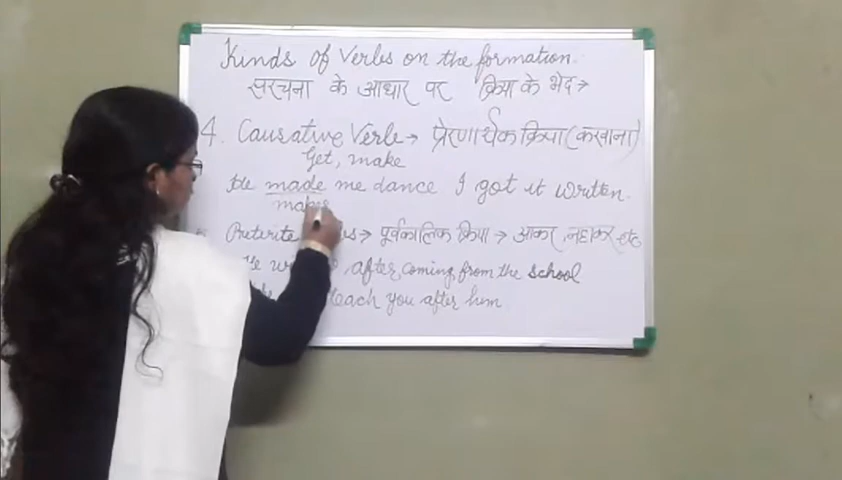 Kinds of Verbs on the formation.
सरचना के आधार पर क्रिया के भेद→
4. Causative Verb→ प्रेरणार्थक क्रिया (करवाना)
Get, make
He made me dance I got it written.
makes
Preterite → पूर्वकालिक क्रिया → आकर, नहाकर etc
after coming from the school
teach you after him